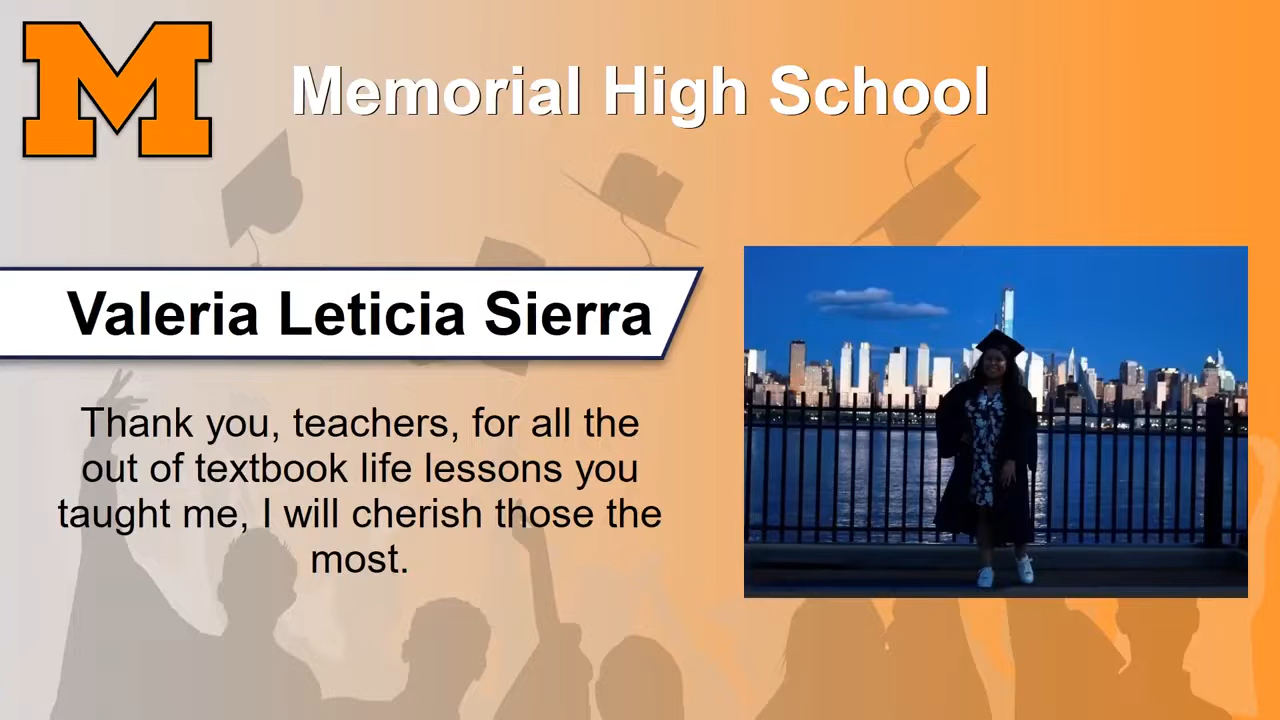 M
Memorial High School
Valeria Leticia Sierra
Thank you, teachers, for all the
out of textbook life lessons you
taught me, I will cherish those the
most.